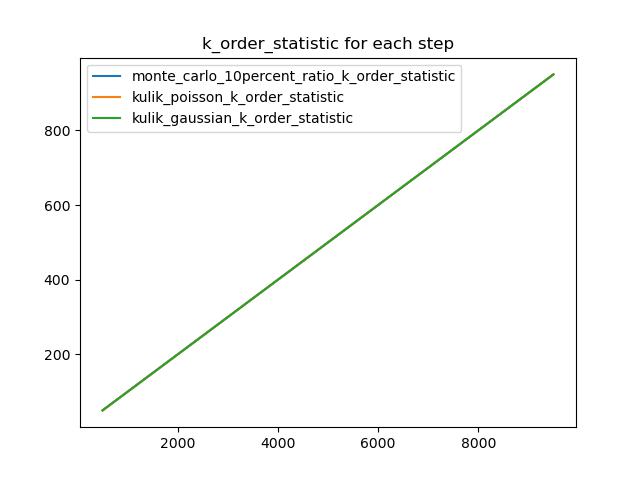 k_order_statistic for each step
monte_carlo_10percent_ratio_k_order_statistic
kulik_poisson_k_order_statistic
kulik_gaussian_k_order_statistic
800
600
400
200
2000 4000 6000 8000